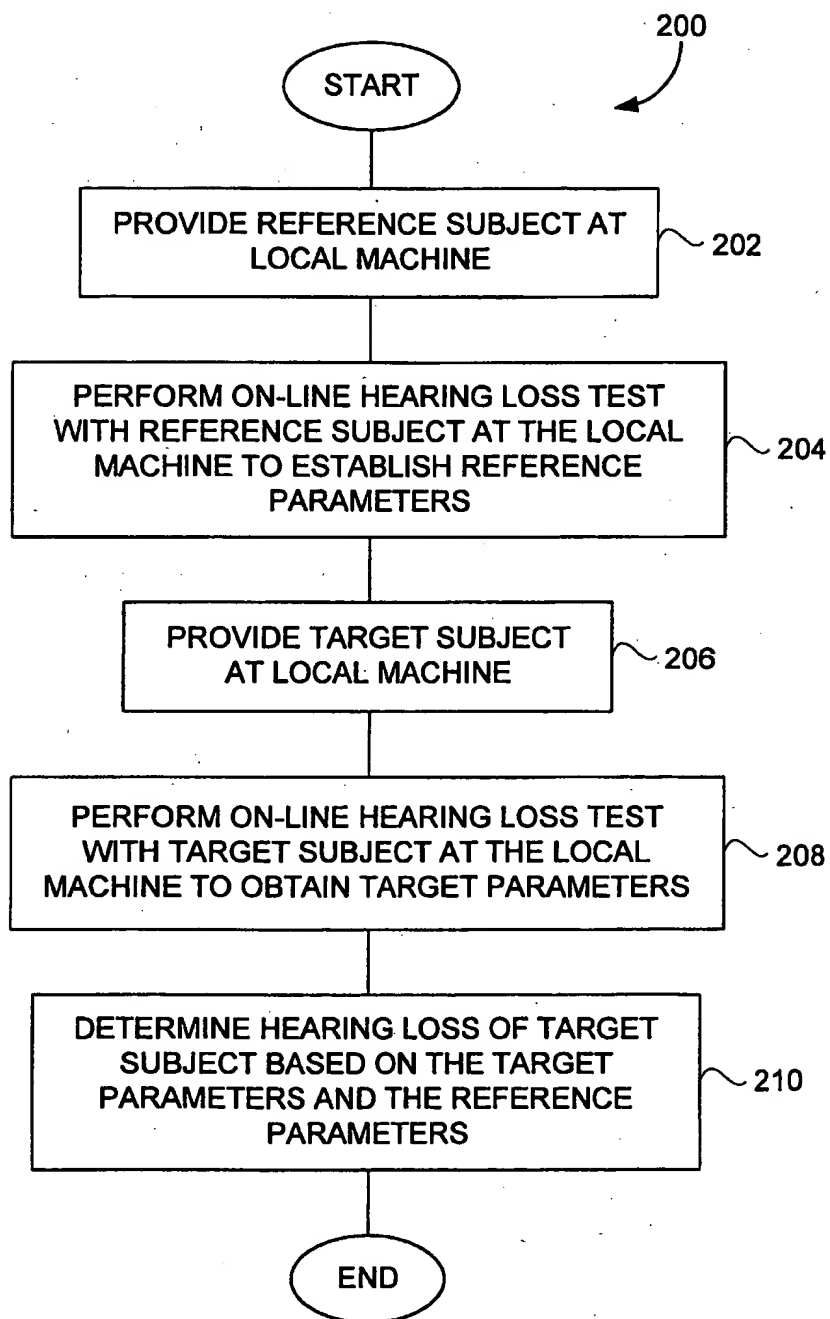 200
START
PROVIDE REFERENCE SUBJECT AT
LOCAL MACHINE
202
PERFORM ON-LINE HEARING LOSS TEST
WITH REFERENCE SUBJECT AT THE LOCAL
MACHINE TO ESTABLISH REFERENCE
PARAMETERS
204
PROVIDE TARGET SUBJECT
AT LOCAL MACHINE
206
PERFORM ON-LINE HEARING LOSS TEST
WITH TARGET SUBJECT AT THE LOCAL
MACHINE TO OBTAIN TARGET PARAMETERS
208
DETERMINE HEARING LOSS OF TARGET
SUBJECT BASED ON THE TARGET
PARAMETERS AND THE REFERENCE
PARAMETERS
210
END